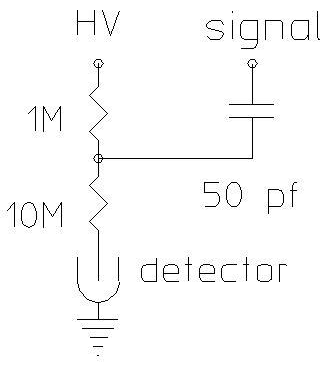 HV
signal
1M
50 pf
10M
detector